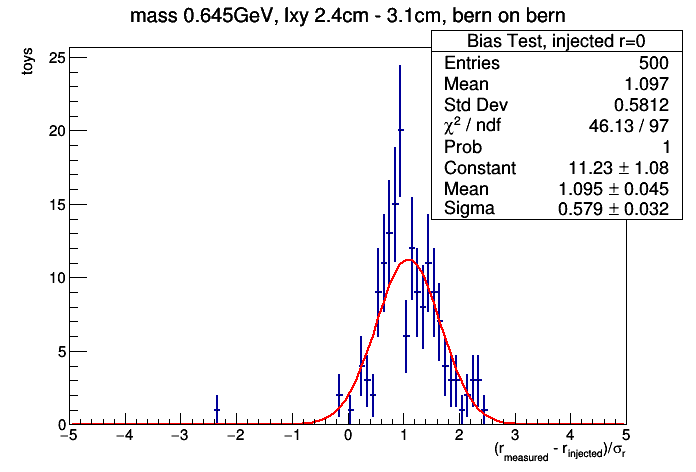 mass 0.645GeV, lxy 2.4cm - 3.1cm, bern on bern
toys
Bias Test, injected r=0
Entries 500
Mean 1.097
Std Dev 0.5812
χ² / ndf 46.13 / 97
Prob 1
Constant 11.23 ± 1.08
Mean 1.095 ± 0.045
Sigma 0.579 ± 0.032
25
20
15
10
5
0
−5 −4 −3 −2 −1 0 1 2 3 4 5
(r_measured - r_injected)/σ_r